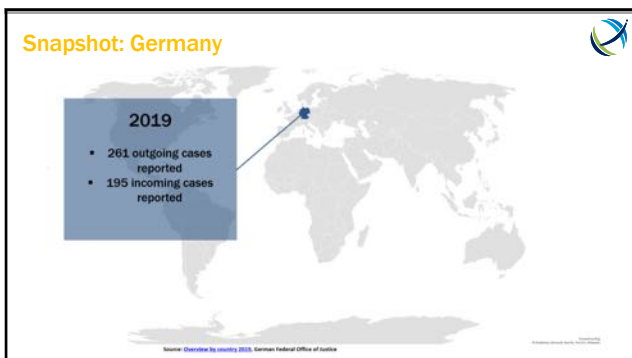 Snapshot: Germany
2019
▪ 261 outgoing cases
reported
▪ 195 incoming cases
reported
Source: Overview by country 2019, German Federal Office of Justice